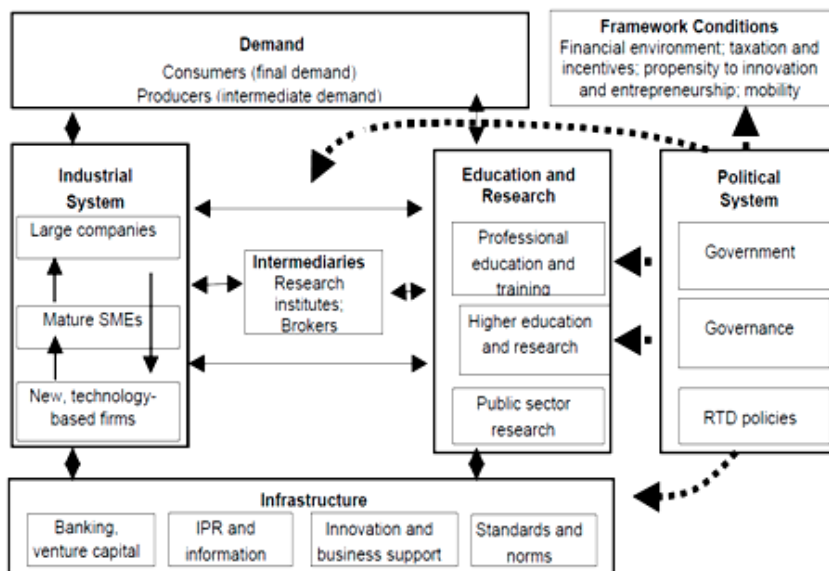 Demand
Consumers (final demand)
Producers (intermediate demand)
Framework Conditions
Financial environment; taxation and
incentives; propensity to innovation
and entrepreneurship; mobility
Industrial
System
Large companies
Mature SMEs
New, technology-
based firms
Intermediaries
Research
institutes;
Brokers
Education and
Research
Professional
education and
training
Higher education
and research
Public sector
research
Political
System
Government
Governance
RTD policies
Infrastructure
Banking,
venture capital
IPR and
information
Innovation and
business support
Standards and
norms